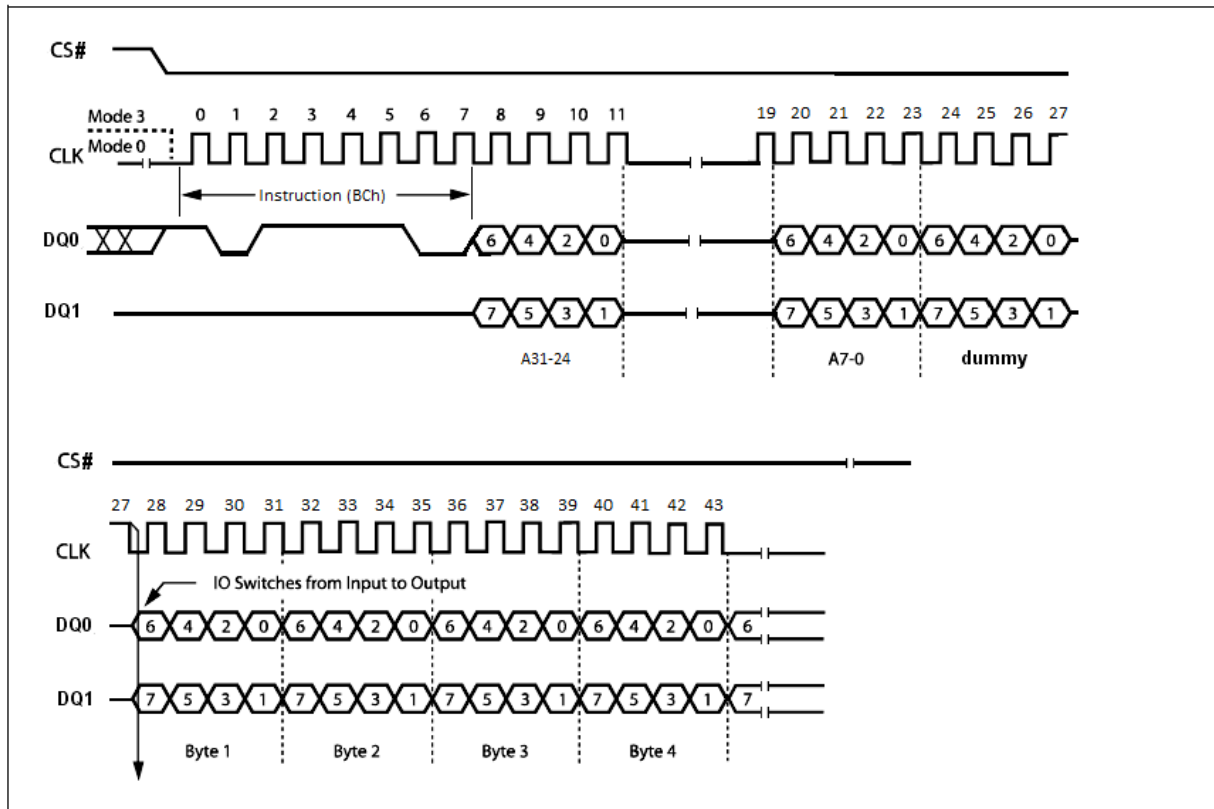 CS#
Mode 3
0 1 2 3 4 5 6 7 8 9 10 11 19 20 21 22 23 24 25 26 27
Mode 0
CLK
Instruction (BCh)
DQ0 6 4 2 0 6 4 2 0 6 4 2 0
DQ1 7 5 3 1 7 5 3 1 7 5 3 1
A31-24 A7-0 dummy
CS#
27 28 29 30 31 32 33 34 35 36 37 38 39 40 41 42 43
CLK
IO Switches from Input to Output
DQ0 6 4 2 0 6 4 2 0 6 4 2 0 6 4 2 0 6
DQ1 7 5 3 1 7 5 3 1 7 5 3 1 7 5 3 1 7
Byte 1 Byte 2 Byte 3 Byte 4